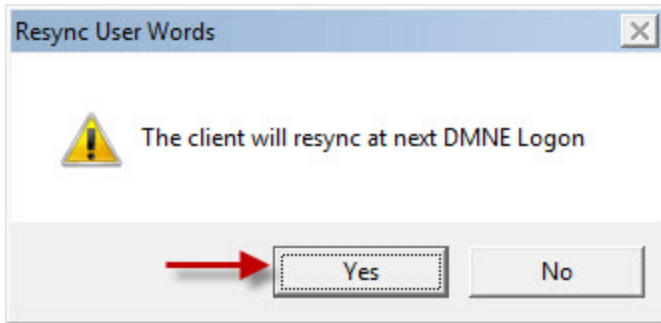 Resync User Words
The client will resync at next DMNE Logon
Yes
No